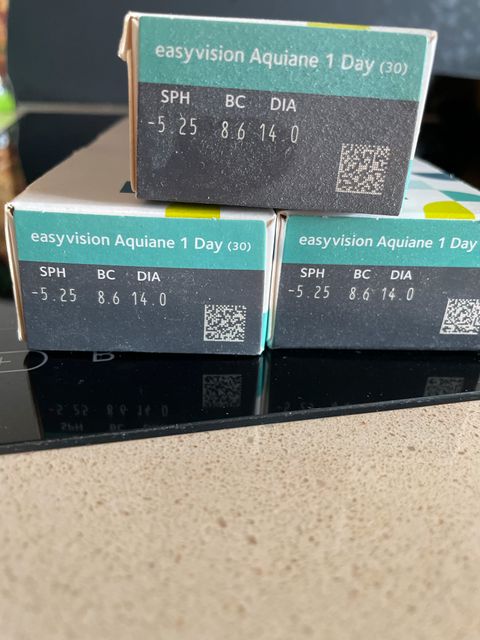 easyvision Aquiane 1 Day (30)
SPH BC DIA
-5.25 8.6 14.0
easyvision Aquiane 1 Day (30)
SPH BC DIA
-5.25 8.6 14.0
easyvision Aquiane 1 Day
SPH BC DIA
-5.25 8.6 14.0